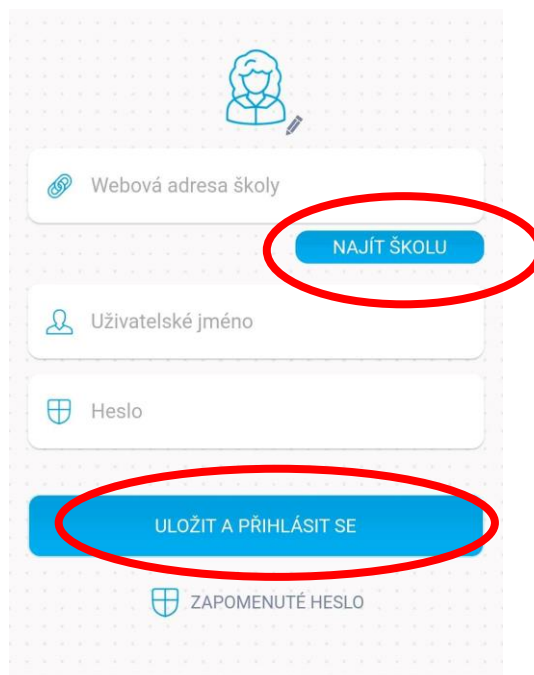 Webová adresa školy
NAJÍT ŠKOLU
Uživatelské jméno
Heslo
ULOŽIT A PŘIHLÁSIT SE
ZAPOMENUTÉ HESLO